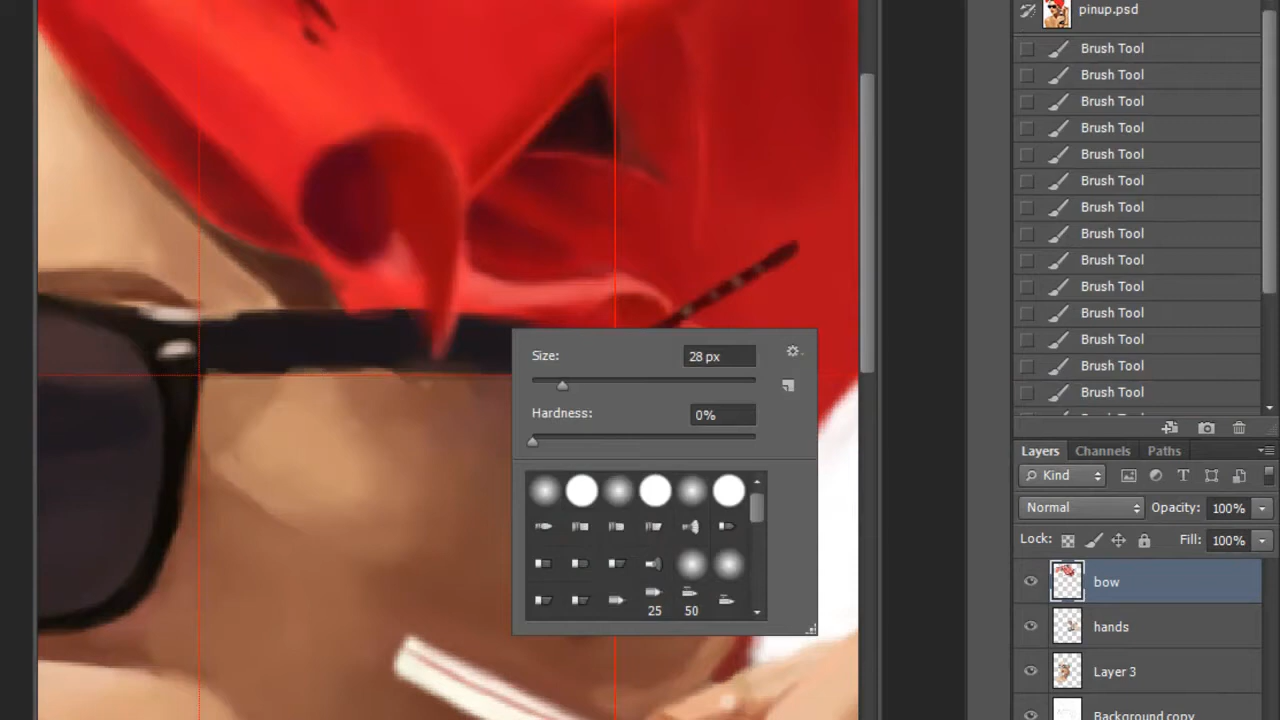 pinup.psd
Brush Tool
Brush Tool
Brush Tool
Brush Tool
Brush Tool
Brush Tool
Brush Tool
Brush Tool
Brush Tool
Brush Tool
Brush Tool
Brush Tool
Brush Tool
Brush Tool
Size:
28 px
Hardness:
0%
25
50
Layers
Channels
Paths
Kind
Normal
Opacity:
100%
Lock:
Fill:
100%
bow
hands
Layer 3
Background copy